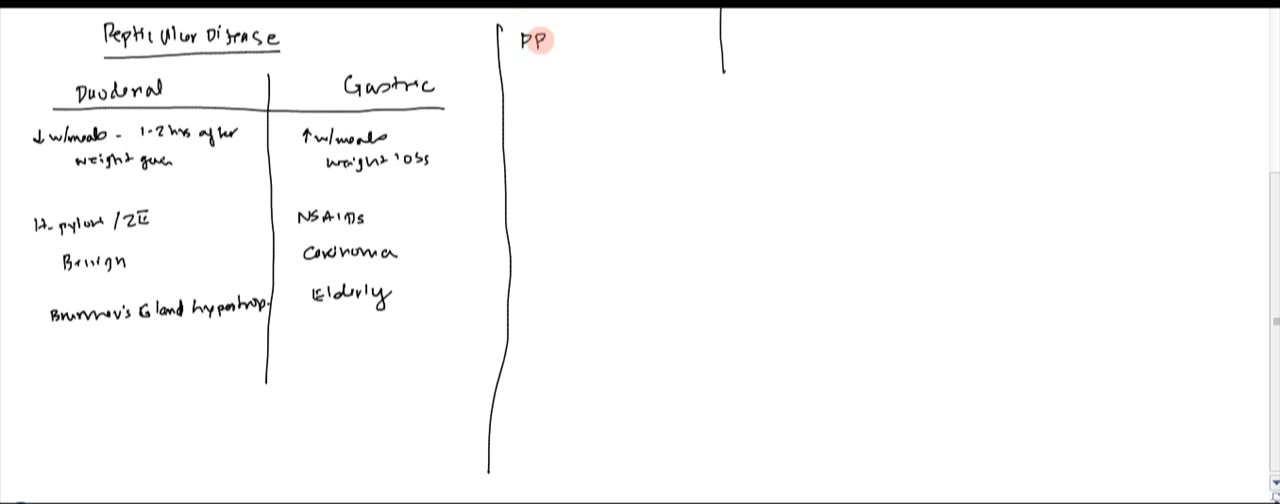 Peptic Ulcer Disease
Duodenal
↓ w/meals - 1-2 hrs after
weight gain
H. pylori / ZE
Benign
Brunner's Gland hypertrop.
Gastric
↑ w/meals
weight loss
NSAIDs
Carcinoma
Elderly
PP